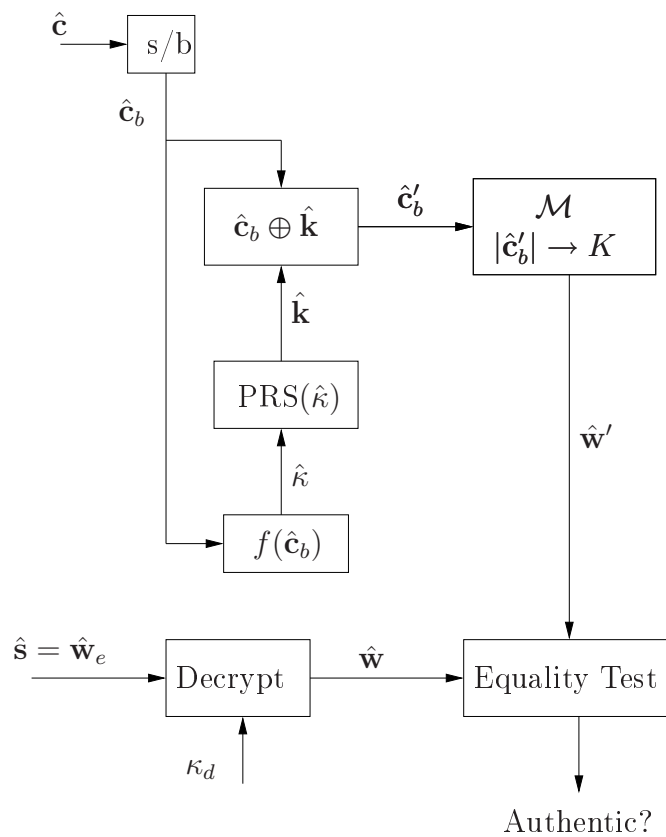 ĉ
s/b
ĉ_b
ĉ_b ⊕ k̂
ĉ′_b
ℳ
|ĉ′_b| → K
k̂
PRS(κ̂)
ŵ′
κ̂
f(ĉ_b)
ŝ = ŵ_e
Decrypt
ŵ
Equality Test
κ_d
Authentic?